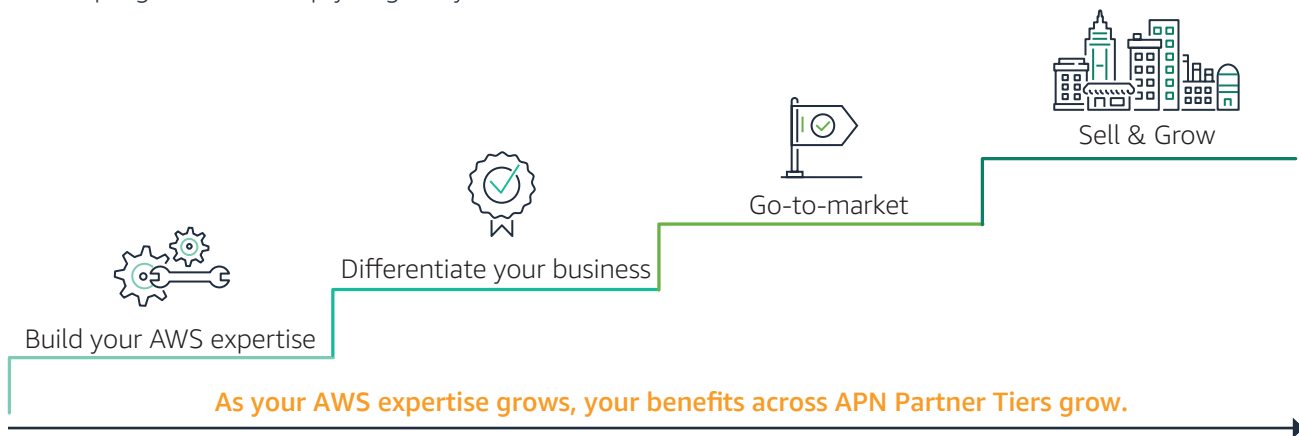 Sell & Grow
Go-to-market
Differentiate your business
Build your AWS expertise
As your AWS expertise grows, your benefits across APN Partner Tiers grow.